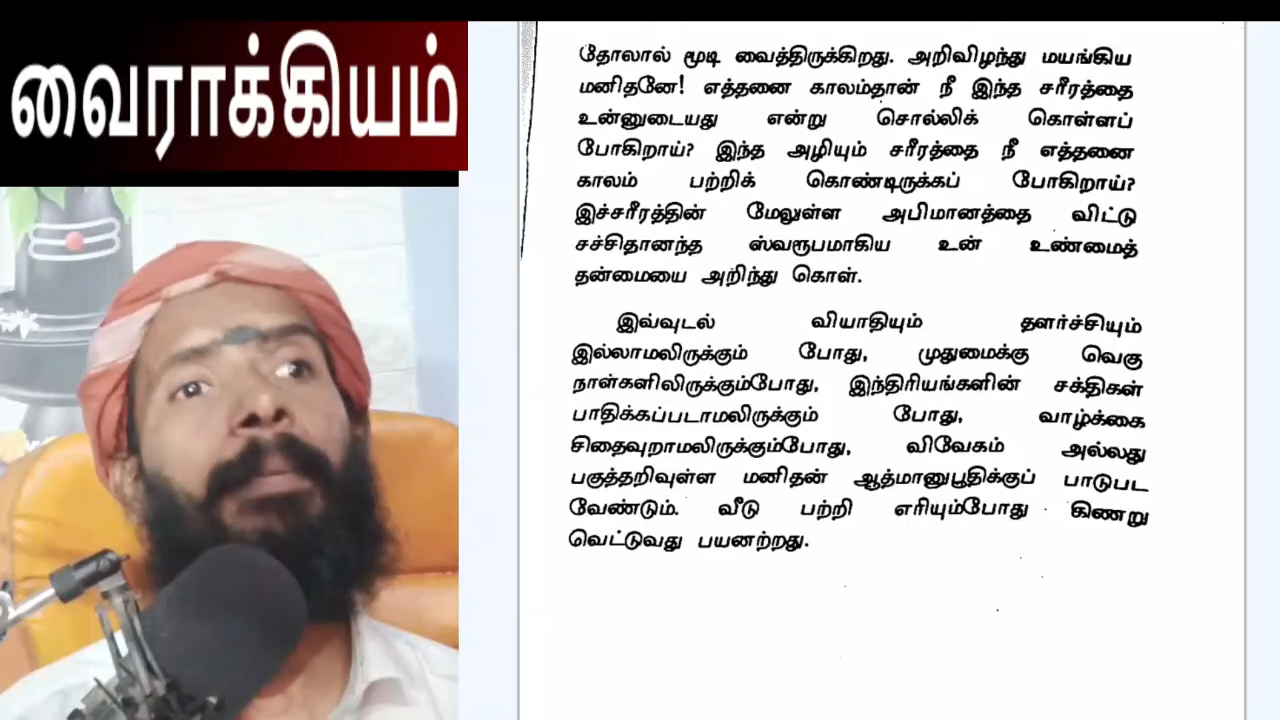 வைராக்கியம்
தோலால் மூடி வைத்திருக்கிறது. அறிவிழந்து மயங்கிய
மனிதனே! எத்தனை காலம்தான் நீ இந்த சரீரத்தை
உன்னுடையது என்று சொல்லிக் கொள்ளப்
போகிறாய்? இந்த அழியும் சரீரத்தை நீ எத்தனை
காலம் பற்றிக் கொண்டிருக்கப் போகிறாய்?
இச்சரீரத்தின் மேலுள்ள அபிமானத்தை விட்டு
சச்சிதானந்த ஸ்வரூபமாகிய உன் உண்மைத்
தன்மையை அறிந்து கொள்.
இவ்வுடல் வியாதியும் தளர்ச்சியும்
இல்லாமலிருக்கும் போது, முதுமைக்கு வெகு
நாள்களிலிருக்கும்போது, இந்திரியங்களின் சக்திகள்
பாதிக்கப்படாமலிருக்கும் போது, வாழ்க்கை
சிதைவுறாமலிருக்கும்போது, விவேகம் அல்லது
பகுத்தறிவுள்ள மனிதன் ஆத்மானுபூதிக்குப் பாடுபட
வேண்டும். வீடு பற்றி எரியும்போது கிணறு
வெட்டுவது பயனற்றது.